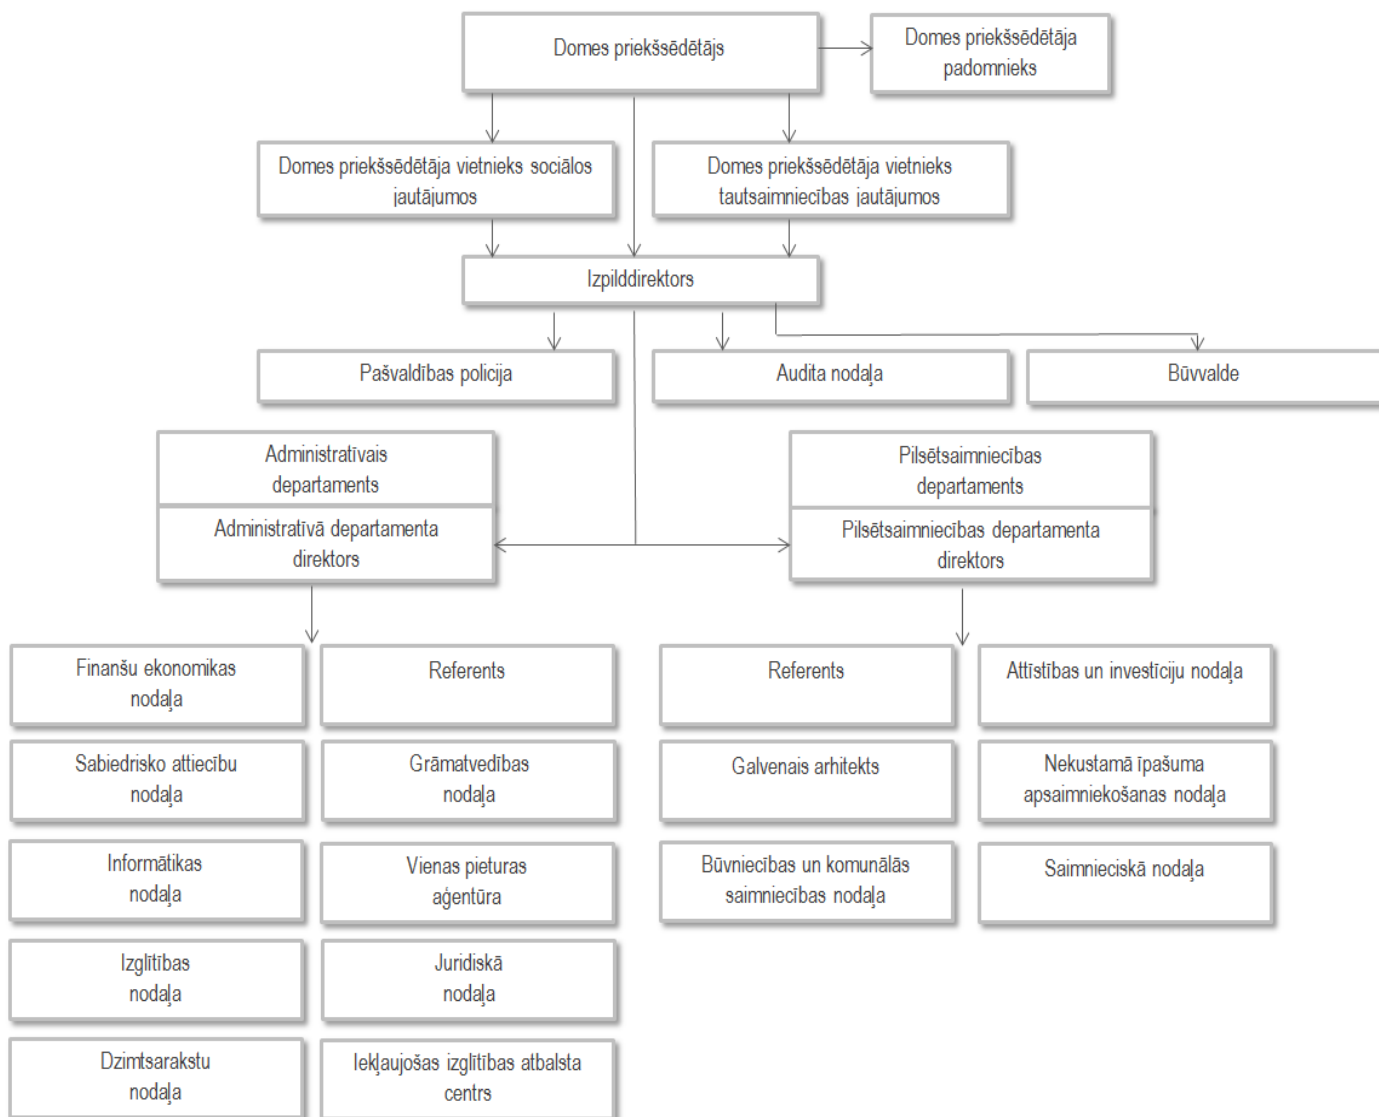 Domes priekšsēdētājs
Domes priekšsēdētāja
padomnieks
Domes priekšsēdētāja vietnieks sociālos
jautājumos
Domes priekšsēdētāja vietnieks
tautsaimniecības jautājumos
Izpilddirektors
Pašvaldības policija
Audita nodaļa
Būvvalde
Administratīvais
departaments
Administratīvā departamenta
direktors
Pilsētsaimniecības
departaments
Pilsētsaimniecības departamenta
direktors
Finanšu ekonomikas
nodaļa
Referents
Referents
Attīstības un investīciju nodaļa
Sabiedrisko attiecību
nodaļa
Grāmatvedības
nodaļa
Galvenais arhitekts
Nekustamā īpašuma
apsaimniekošanas nodaļa
Informātikas
nodaļa
Vienas pieturas
aģentūra
Būvniecības un komunālās
saimniecības nodaļa
Saimnieciskā nodaļa
Izglītības
nodaļa
Juridiskā
nodaļa
Dzimtsarakstu
nodaļa
Iekļaujošas izglītības atbalsta
centrs